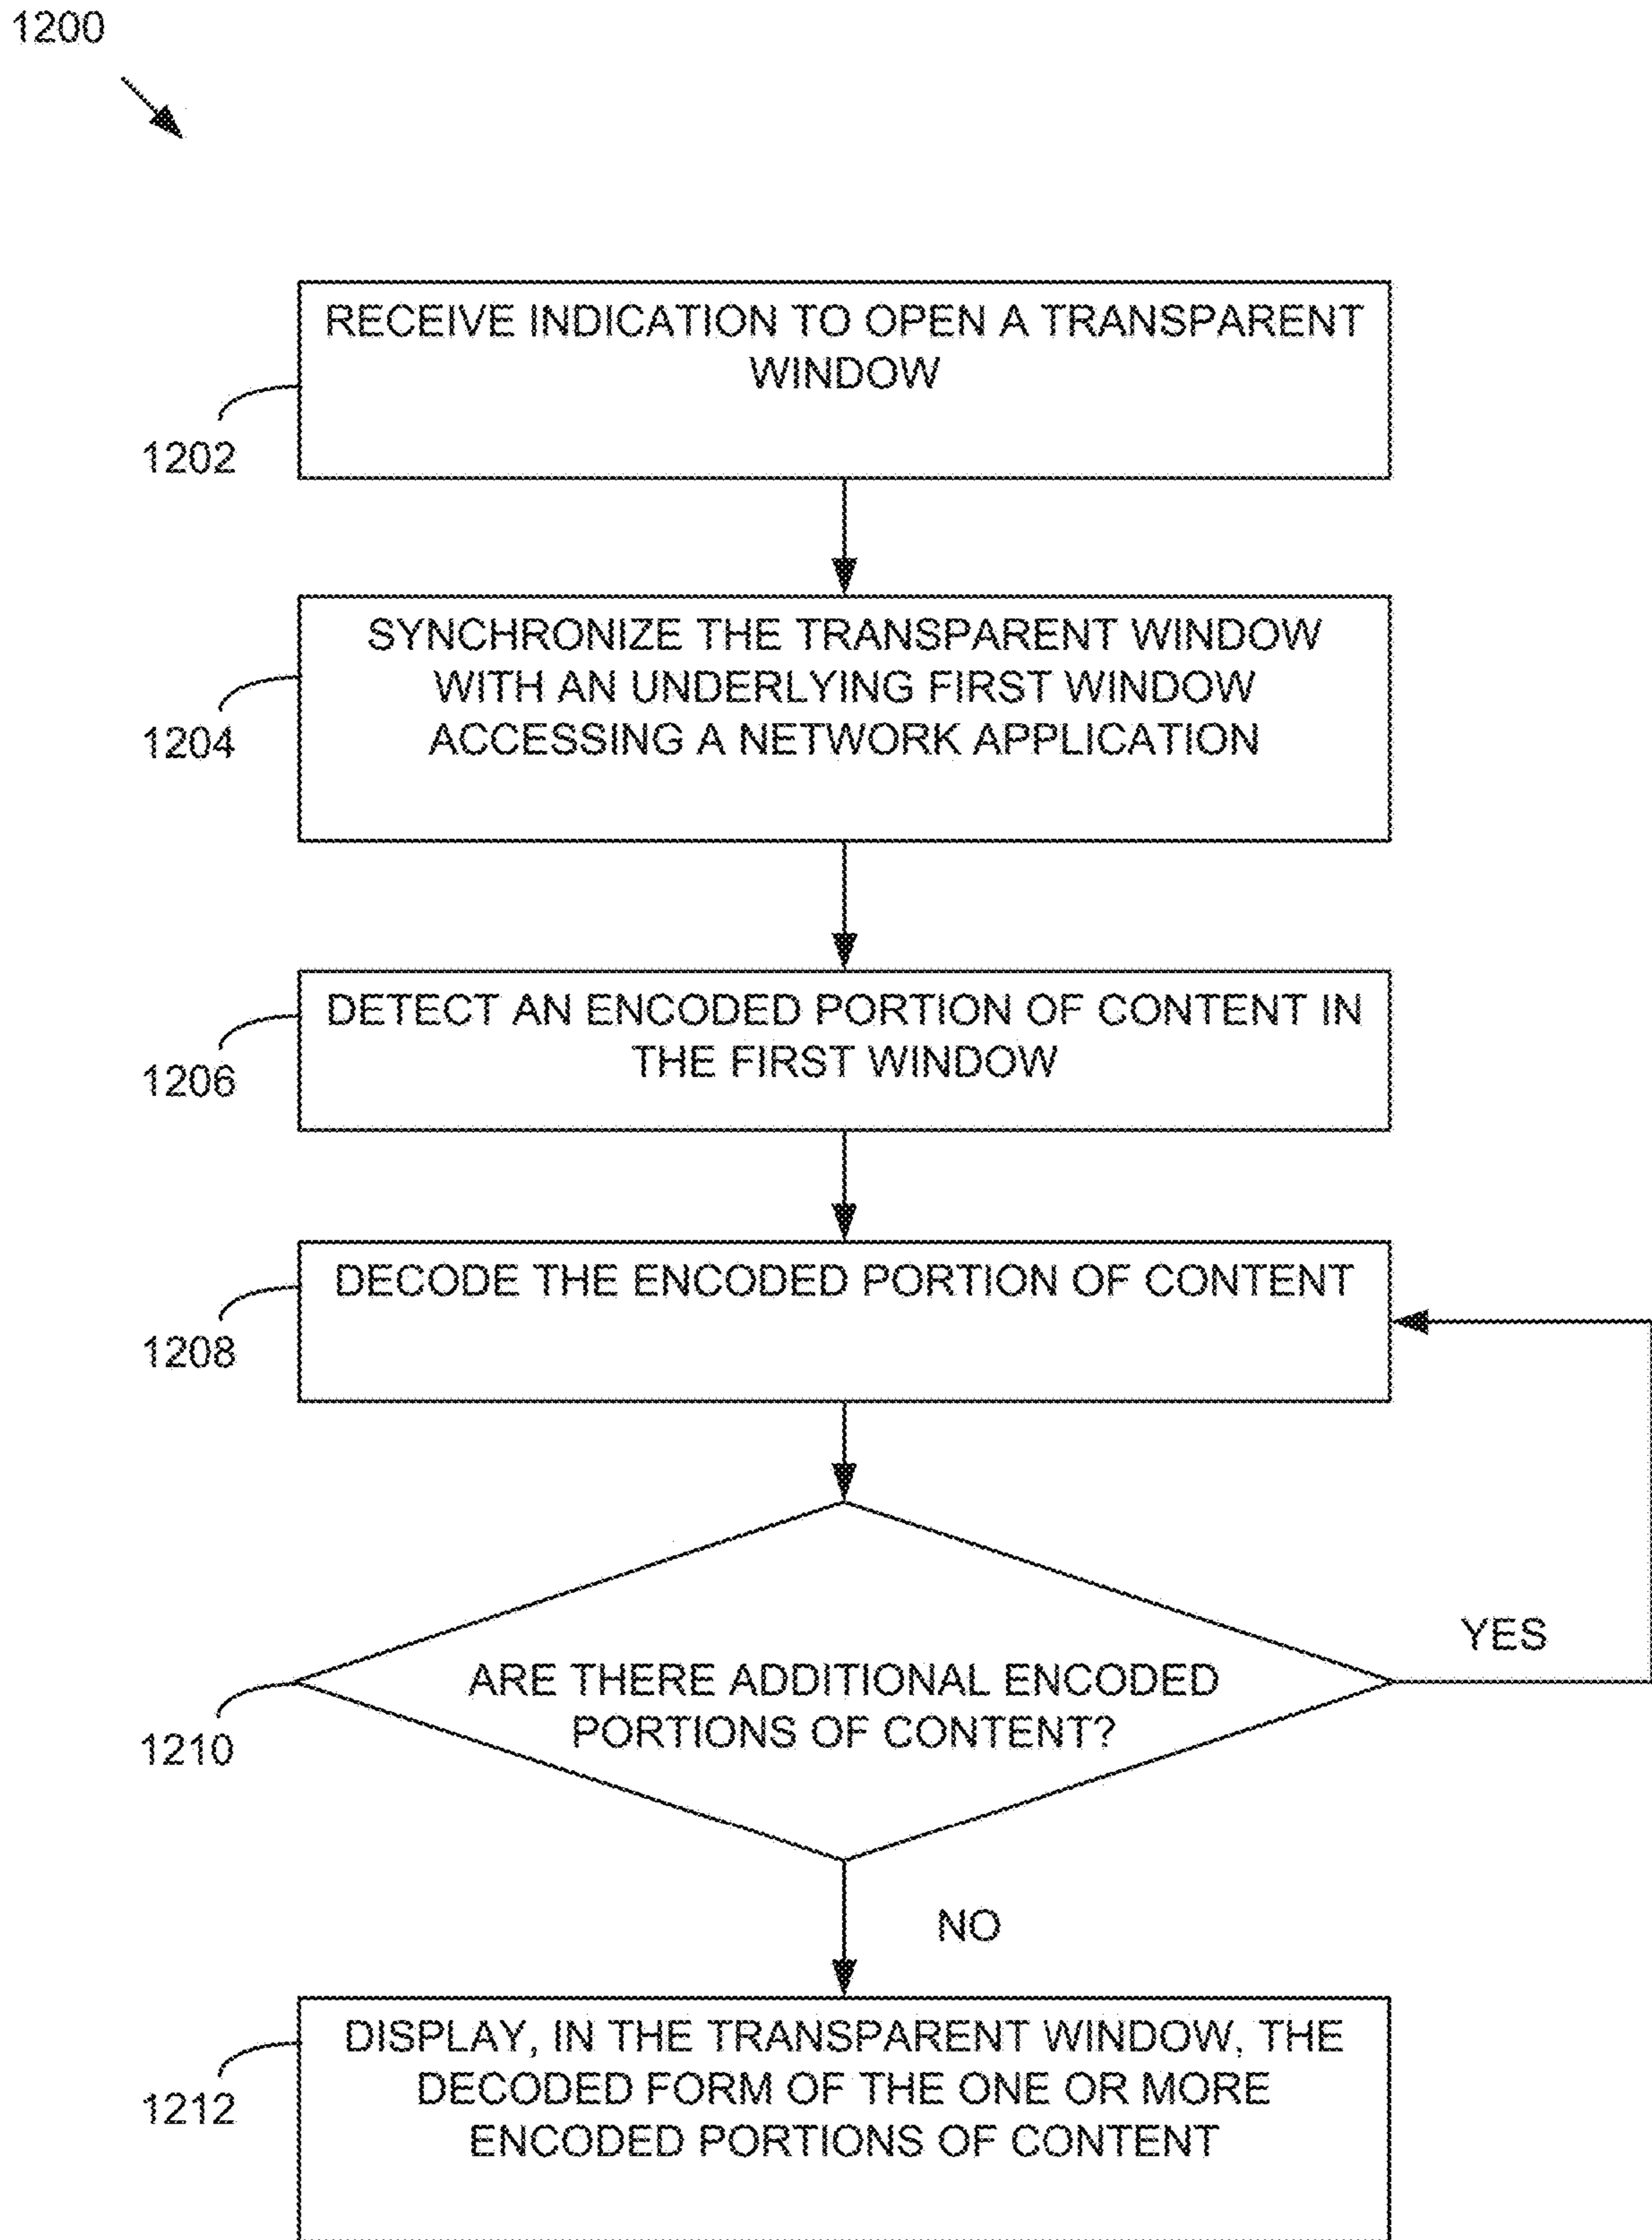 1200
RECEIVE INDICATION TO OPEN A TRANSPARENT
WINDOW
1202
SYNCHRONIZE THE TRANSPARENT WINDOW
WITH AN UNDERLYING FIRST WINDOW
ACCESSING A NETWORK APPLICATION
1204
DETECT AN ENCODED PORTION OF CONTENT IN
THE FIRST WINDOW
1206
DECODE THE ENCODED PORTION OF CONTENT
1208
YES
ARE THERE ADDITIONAL ENCODED
PORTIONS OF CONTENT?
1210
NO
DISPLAY, IN THE TRANSPARENT WINDOW, THE
DECODED FORM OF THE ONE OR MORE
ENCODED PORTIONS OF CONTENT
1212